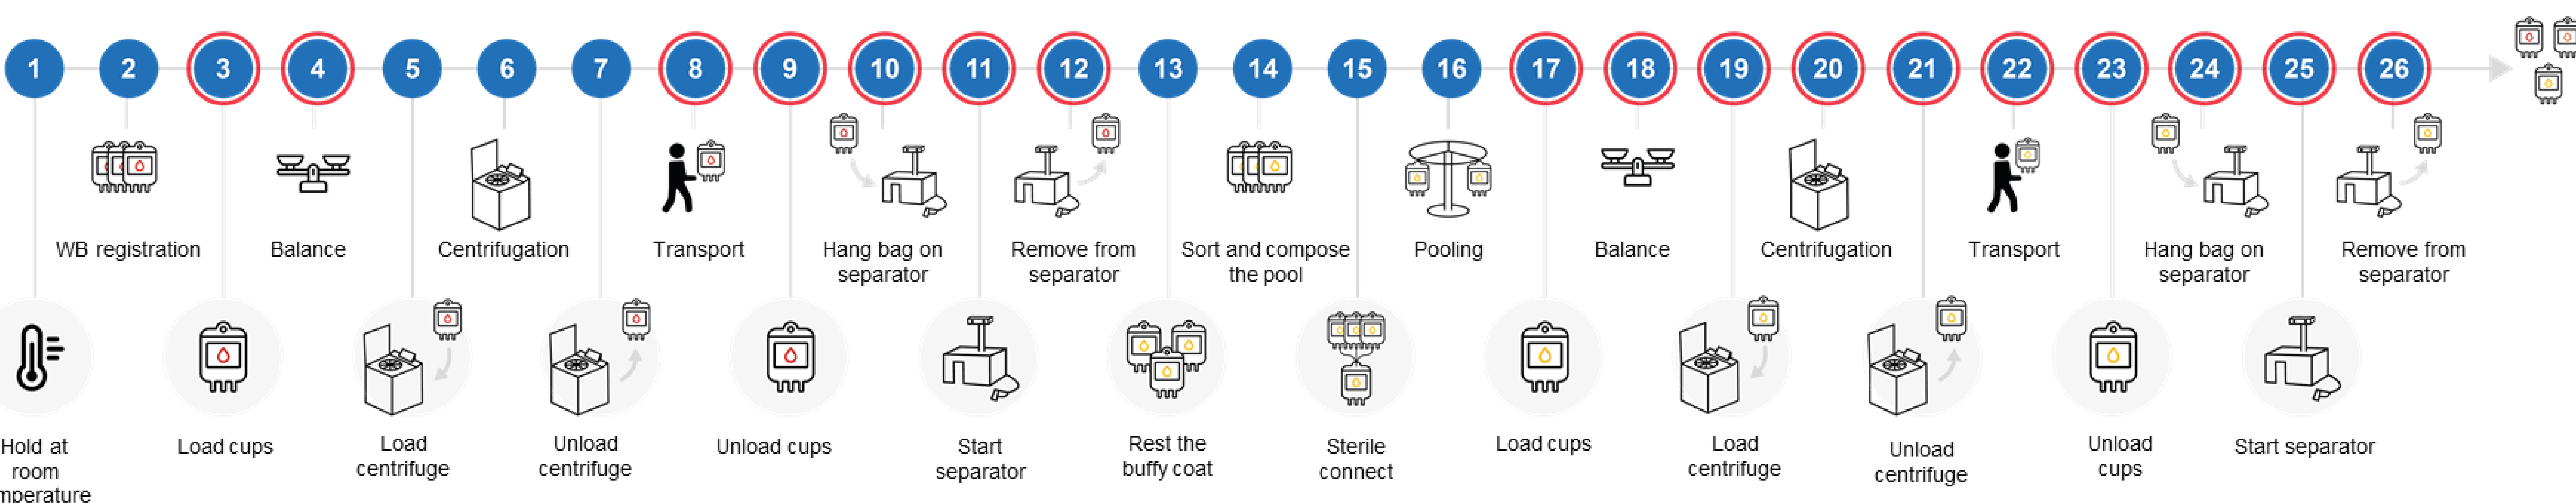 1 2 3 4 5 6 7 8 9 10 11 12 13 14 15 16 17 18 19 20 21 22 23 24 25 26
WB registration
Balance
Centrifugation
Transport
Hang bag on
separator
Remove from
separator
Sort and compose
the pool
Pooling
Balance
Centrifugation
Transport
Hang bag on
separator
Remove from
separator
Hold at
room
mperature
Load cups
Load
centrifuge
Unload
centrifuge
Unload cups
Start
separator
Rest the
buffy coat
Sterile
connect
Load cups
Load
centrifuge
Unload
centrifuge
Unload
cups
Start separator